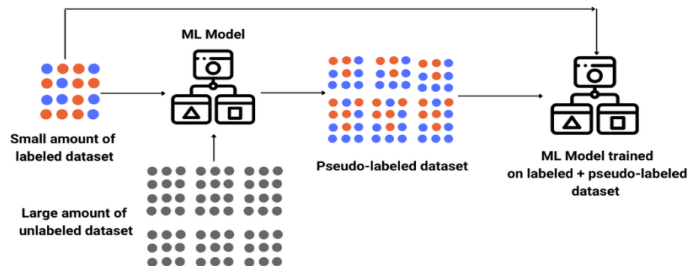 ML Model
Small amount of
labeled dataset
Pseudo-labeled dataset
ML Model trained
on labeled + pseudo-labeled
dataset
Large amount of
unlabeled dataset